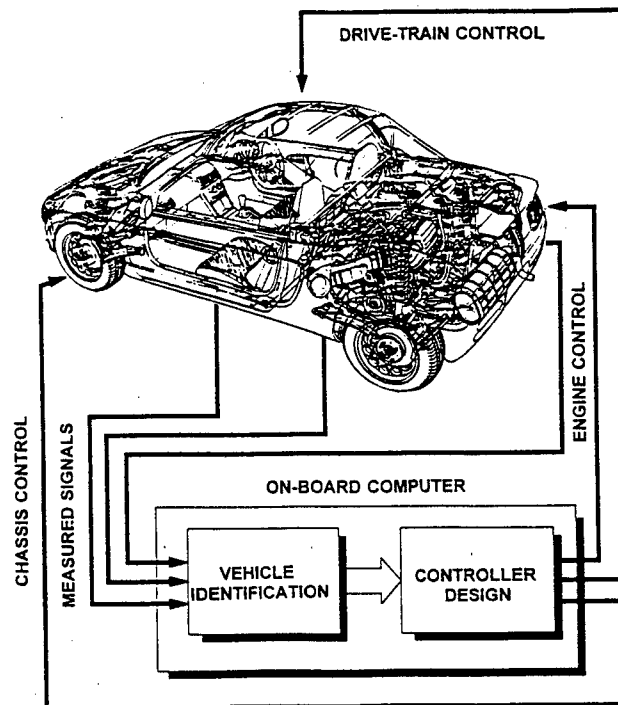 DRIVE-TRAIN CONTROL
CHASSIS CONTROL
MEASURED SIGNALS
ENGINE CONTROL
ON-BOARD COMPUTER
VEHICLE
IDENTIFICATION
CONTROLLER
DESIGN